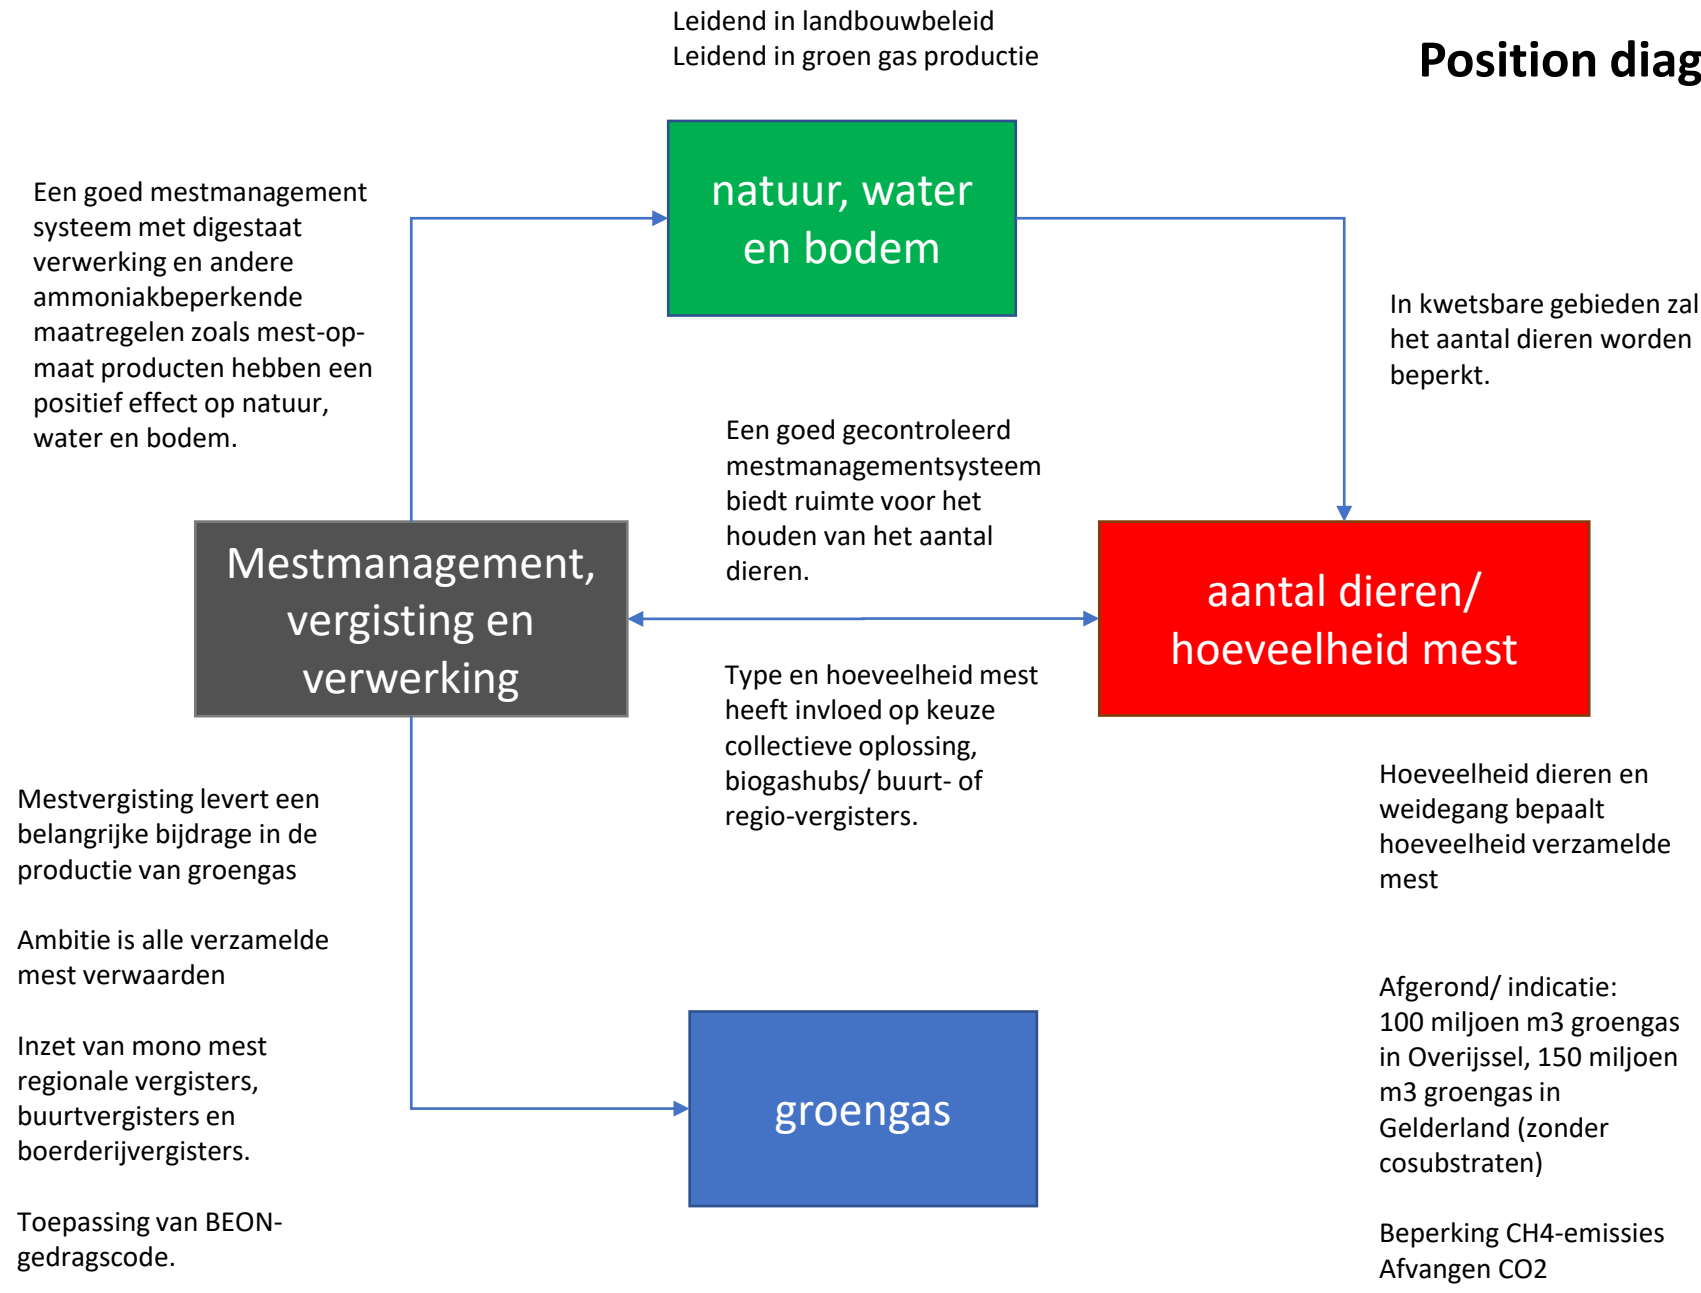 Leidend in landbouwbeleid
Leidend in groen gas productie
Position diag
natuur, water
en bodem
Een goed mestmanagement
systeem met digestaat
verwerking en andere
ammoniakbeperkende
maatregelen zoals mest-op-
maat producten hebben een
positief effect op natuur,
water en bodem.
In kwetsbare gebieden zal
het aantal dieren worden
beperkt.
Een goed gecontroleerd
mestmanagementsysteem
biedt ruimte voor het
houden van het aantal
dieren.
Mestmanagement,
vergisting en
verwerking
aantal dieren/
hoeveelheid mest
Type en hoeveelheid mest
heeft invloed op keuze
collectieve oplossing,
biogashubs/ buurt- of
regio-vergisters.
Mestvergisting levert een
belangrijke bijdrage in de
productie van groengas
Ambitie is alle verzamelde
mest verwaarden
Inzet van mono mest
regionale vergisters,
buurtvergisters en
boerderijvergisters.
Toepassing van BEON-
gedragscode.
groengas
Hoeveelheid dieren en
weidegang bepaalt
hoeveelheid verzamelde
mest
Afgerond/ indicatie:
100 miljoen m3 groengas
in Overijssel, 150 miljoen
m3 groengas in
Gelderland (zonder
cosubstraten)
Beperking CH4-emissies
Afvangen CO2